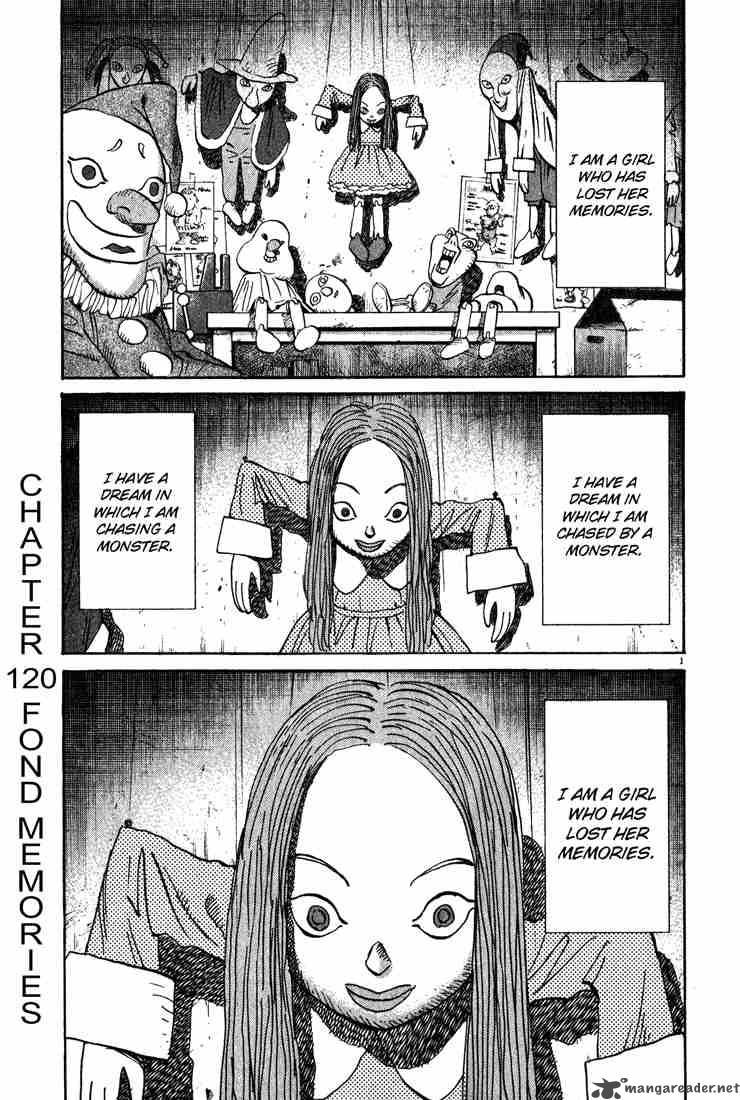 I AM A GIRL
WHO HAS
LOST HER
MEMORIES.
I HAVE A
DREAM IN
WHICH I AM
CHASED BY A
MONSTER.
I HAVE A
DREAM IN
WHICH I AM
CHASING A
MONSTER.
1
I AM A GIRL
WHO HAS
LOST HER
MEMORIES.
CHAPTER
120
FOND MEMORIES
mangareader.net